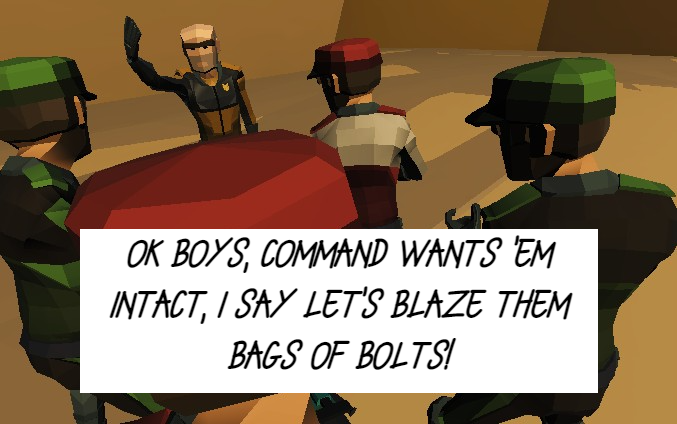 OK BOYS, COMMAND WANTS 'EM
INTACT, I SAY LET'S BLAZE THEM
BAGS OF BOLTS!